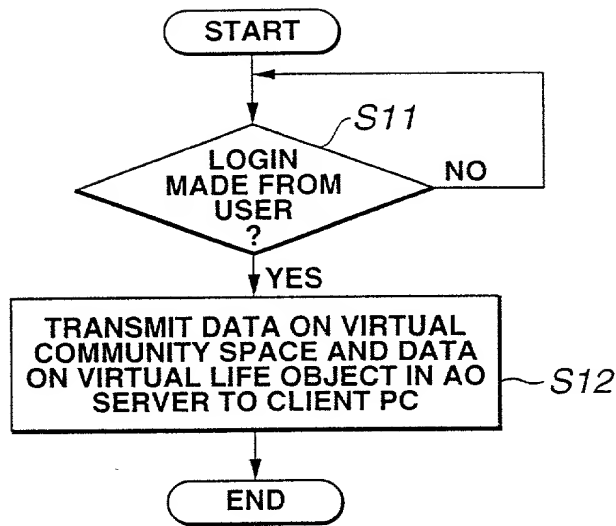 START
S11
LOGIN
MADE FROM
USER
?
NO
YES
TRANSMIT DATA ON VIRTUAL
COMMUNITY SPACE AND DATA
ON VIRTUAL LIFE OBJECT IN AO
SERVER TO CLIENT PC
S12
END